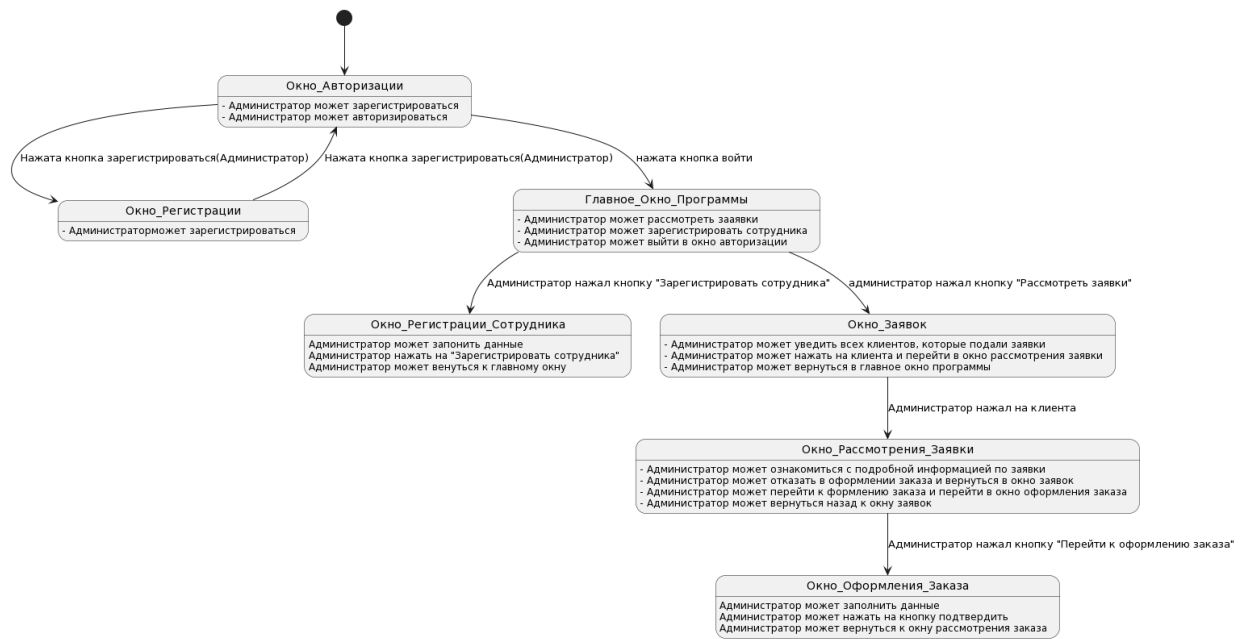 Окно_Авторизации
- Администратор может зарегистрироваться
- Администратор может авторизироваться
Нажата кнопка зарегистрироваться(Администратор)
Нажата кнопка зарегистрироваться(Администратор)
нажата кнопка войти
Окно_Регистрации
- Администраторможет зарегистрироваться
Главное_Окно_Программы
- Администратор может рассмотреть зааявки
- Администратор может зарегистрировать сотрудника
- Администратор может выйти в окно авторизации
Администратор нажал кнопку "Зарегистрировать сотрудника"
администратор нажал кнопку "Рассмотреть заявки"
Окно_Регистрации_Сотрудника
Администратор может запонить данные
Администратор нажать на "Зарегистрировать сотрудника"
Администратор может венуться к главному окну
Окно_Заявок
- Администратор может уведить всех клиентов, которые подали заявки
- Администратор может нажать на клиента и перейти в окно рассмотрения заявки
- Администратор может вернуться в главное окно программы
Администратор нажал на клиента
Окно_Рассмотрения_Заявки
- Администратор может ознакомиться с подробной информацией по заявки
- Администратор может отказать в оформлении заказа и вернуться в окно заявок
- Администратор может перейти к формлению заказа и перейти в окно оформления заказа
- Администратор может вернуться назад к окну заявок
Администратор нажал кнопку "Перейти к оформлению заказа"
Окно_Оформления_Заказа
Администратор может заполнить данные
Администратор может нажать на кнопку подтвердить
Администратор может вернуться к окну рассмотрения заказа